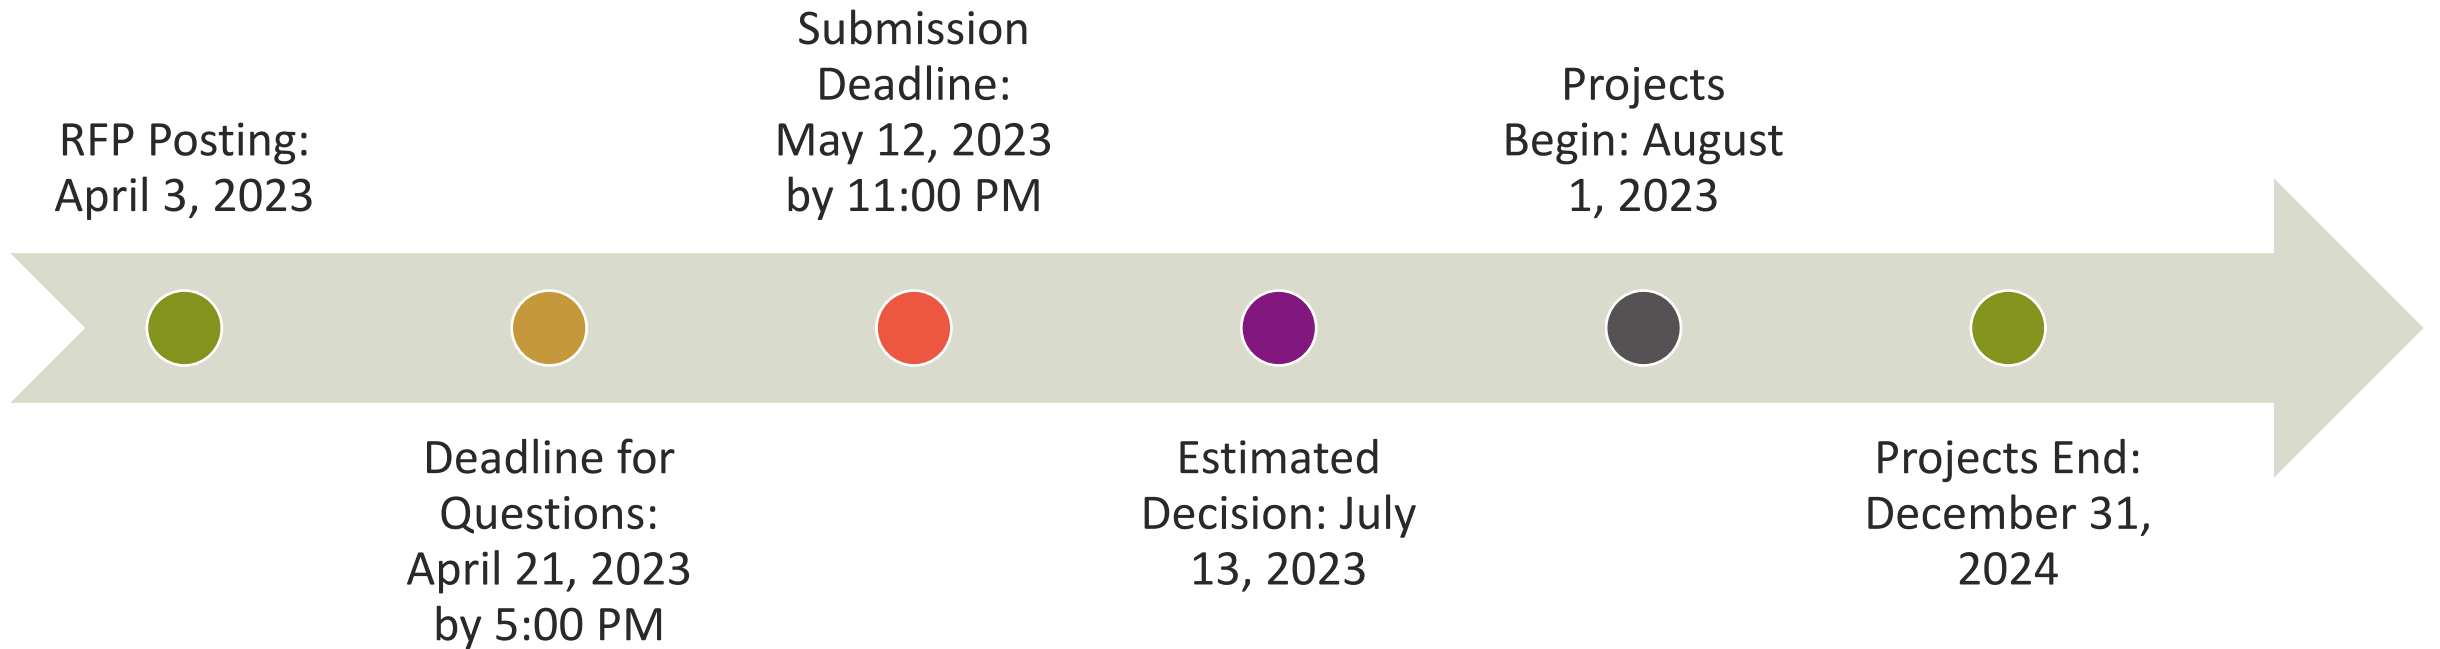 RFP Posting:
April 3, 2023
Deadline for
Questions:
April 21, 2023
by 5:00 PM
Submission
Deadline:
May 12, 2023
by 11:00 PM
Estimated
Decision: July
13, 2023
Projects
Begin: August
1, 2023
Projects End:
December 31,
2024